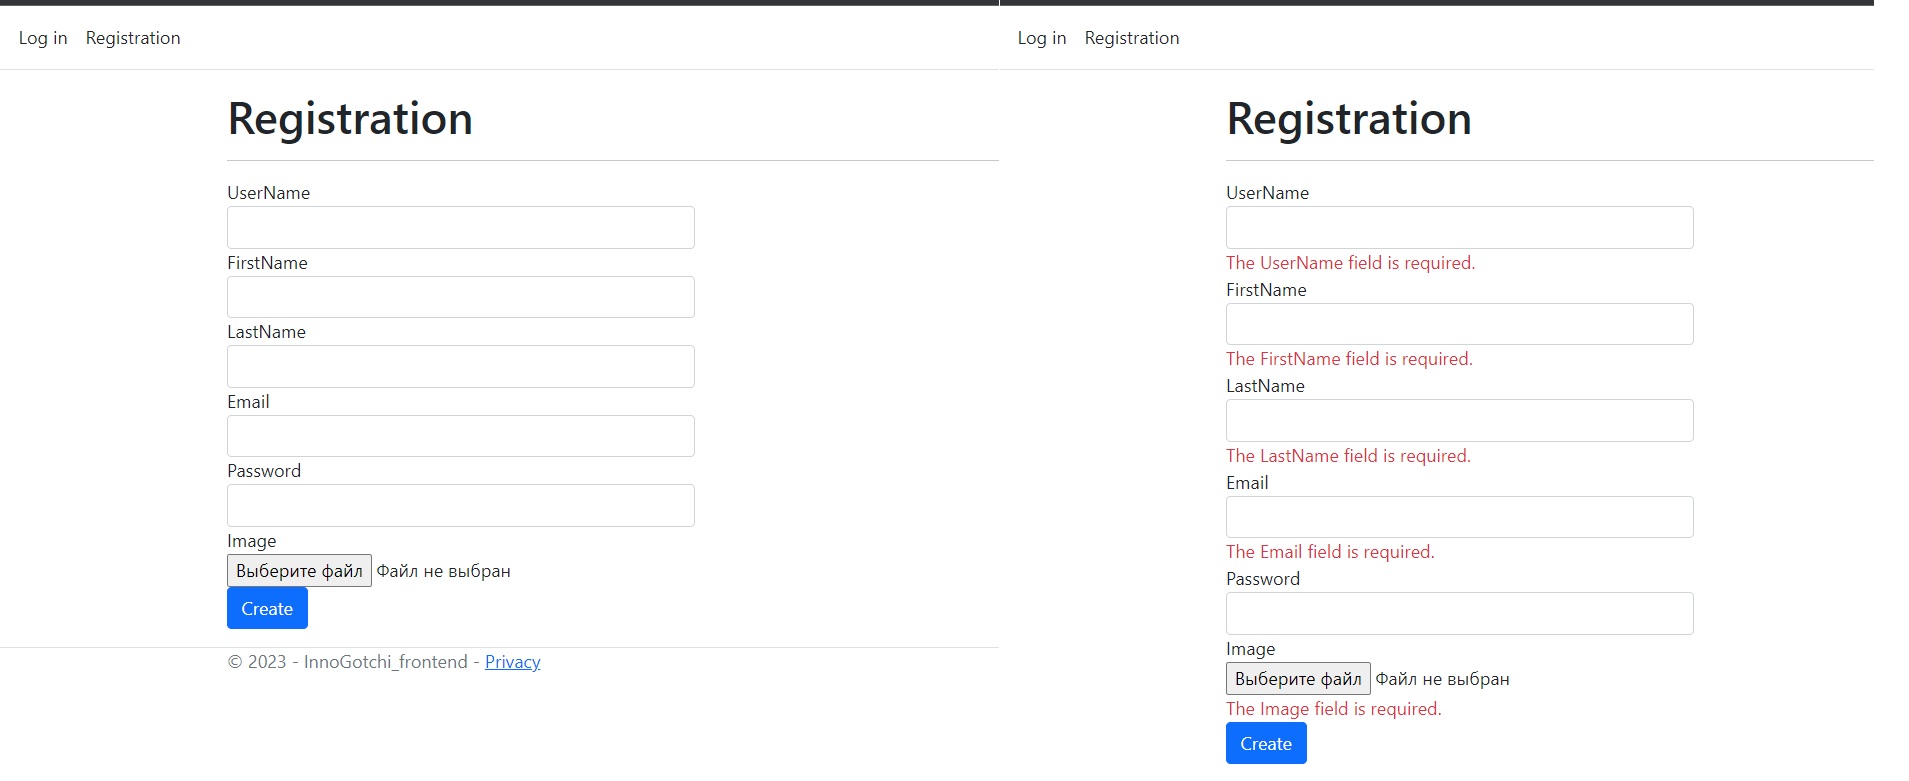 Log in Registration
Registration
UserName
FirstName
LastName
Email
Password
Image
Выберите файл Файл не выбран
Create
© 2023 - InnoGotchi_frontend - Privacy
Log in Registration
Registration
UserName
The UserName field is required.
FirstName
The FirstName field is required.
LastName
The LastName field is required.
Email
The Email field is required.
Password
Image
Выберите файл Файл не выбран
The Image field is required.
Create